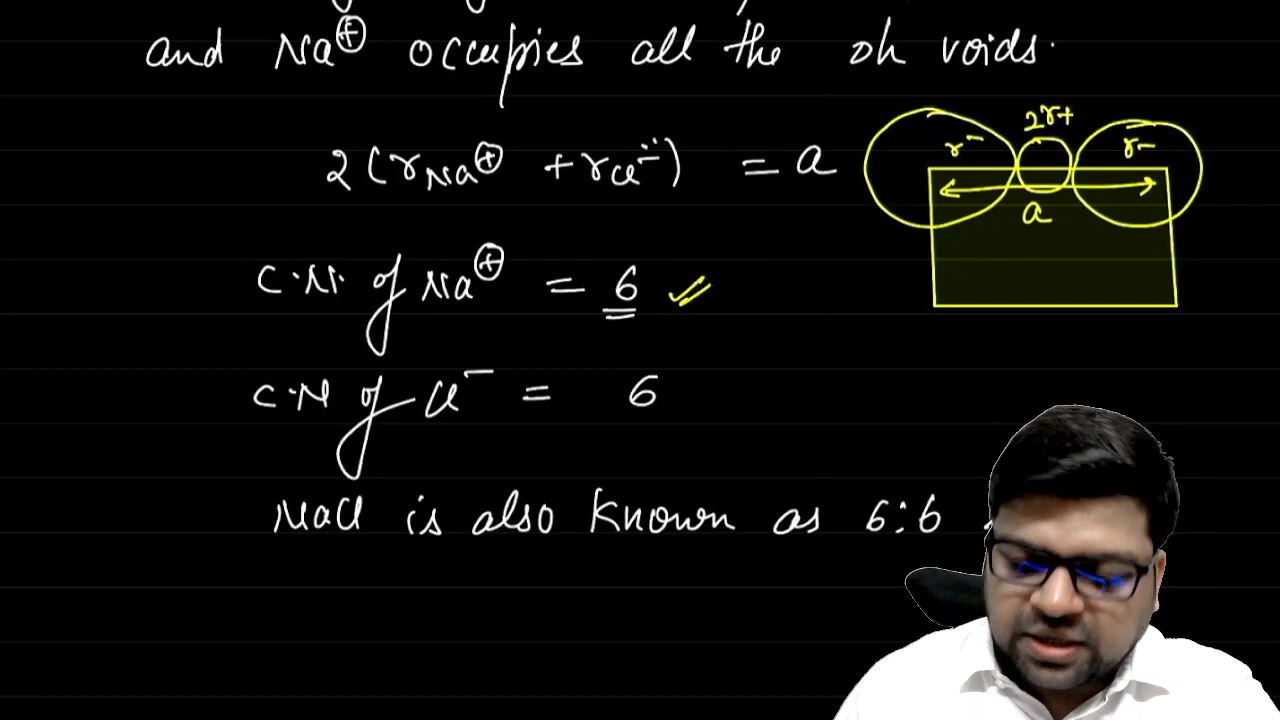 and Na⊕ occupies all the oh voids.
2r+
r- r-
2(rNa⊕ + rCl-) = a
a
C.N. of Na⊕ = 6
C.N of Cl- = 6
NaCl is also known as 6:6